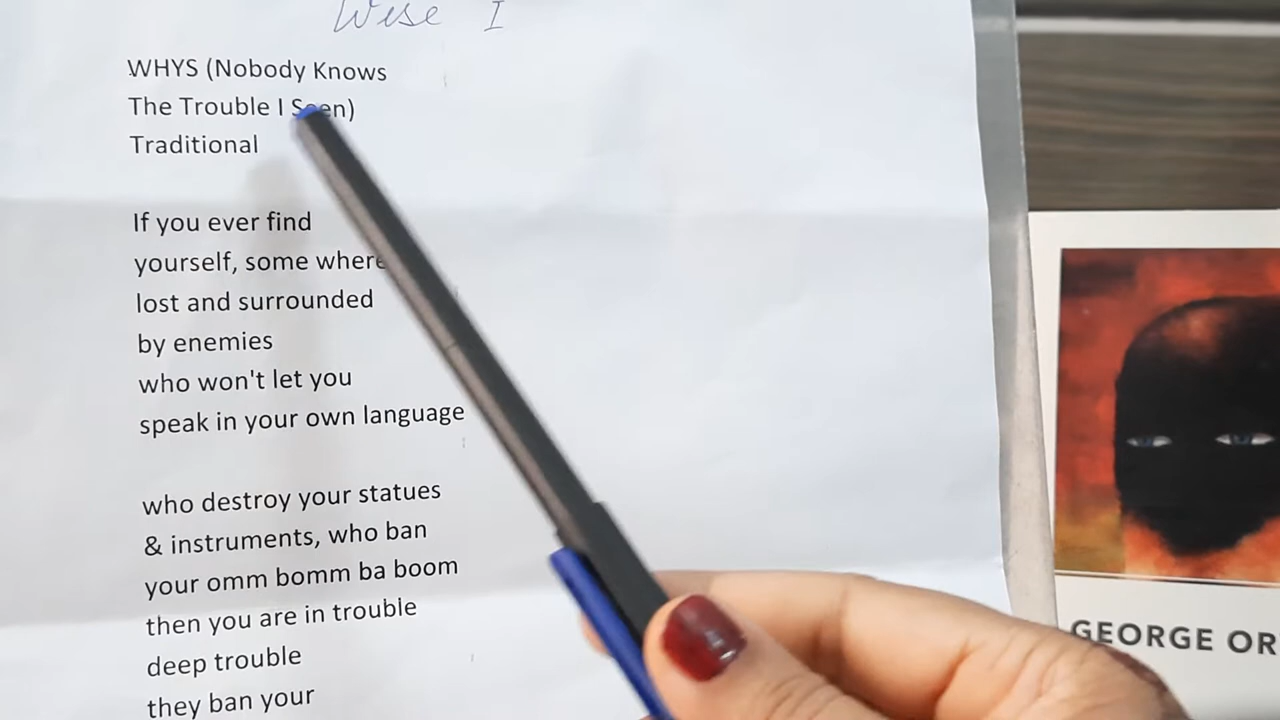 Wise I
WHYS (Nobody Knows
The Trouble I Seen)
Traditional
If you ever find
yourself, some where
lost and surrounded
by enemies
who won't let you
speak in your own language
who destroy your statues
& instruments, who ban
your omm bomm ba boom
then you are in trouble
deep trouble
they ban your
GEORGE OR